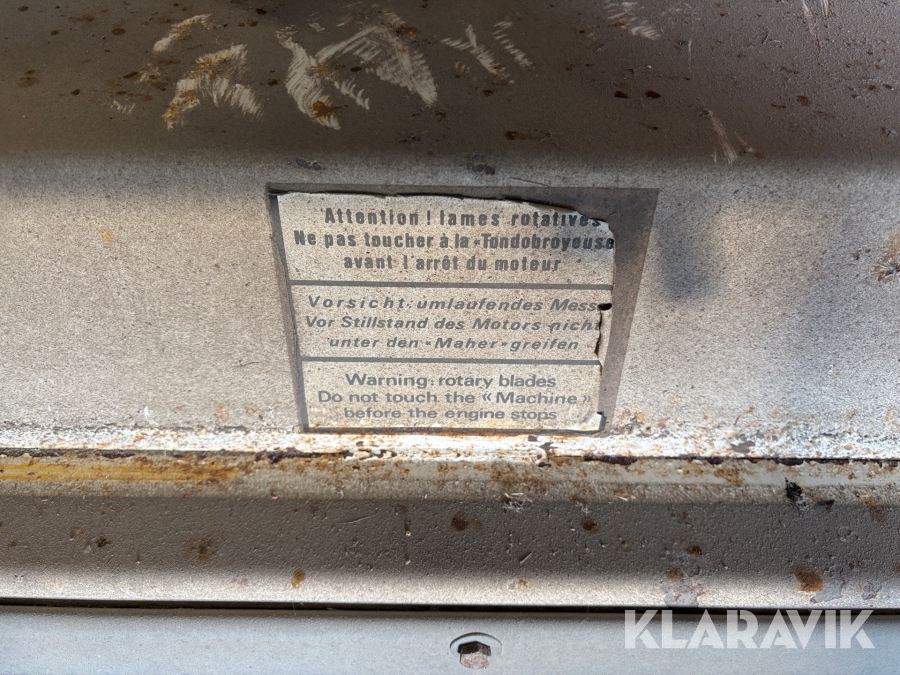 Attention ! lames rotatives
Ne pas toucher à la «Tondobroyeuse
avant l'arrêt du moteur
Vorsicht: umlaufendes Mess
Vor Stillstand des Motors nicht
unter den «Maher» greifen
Warning: rotary blades
Do not touch the «Machine»
before the engine stops
KLARAVIK